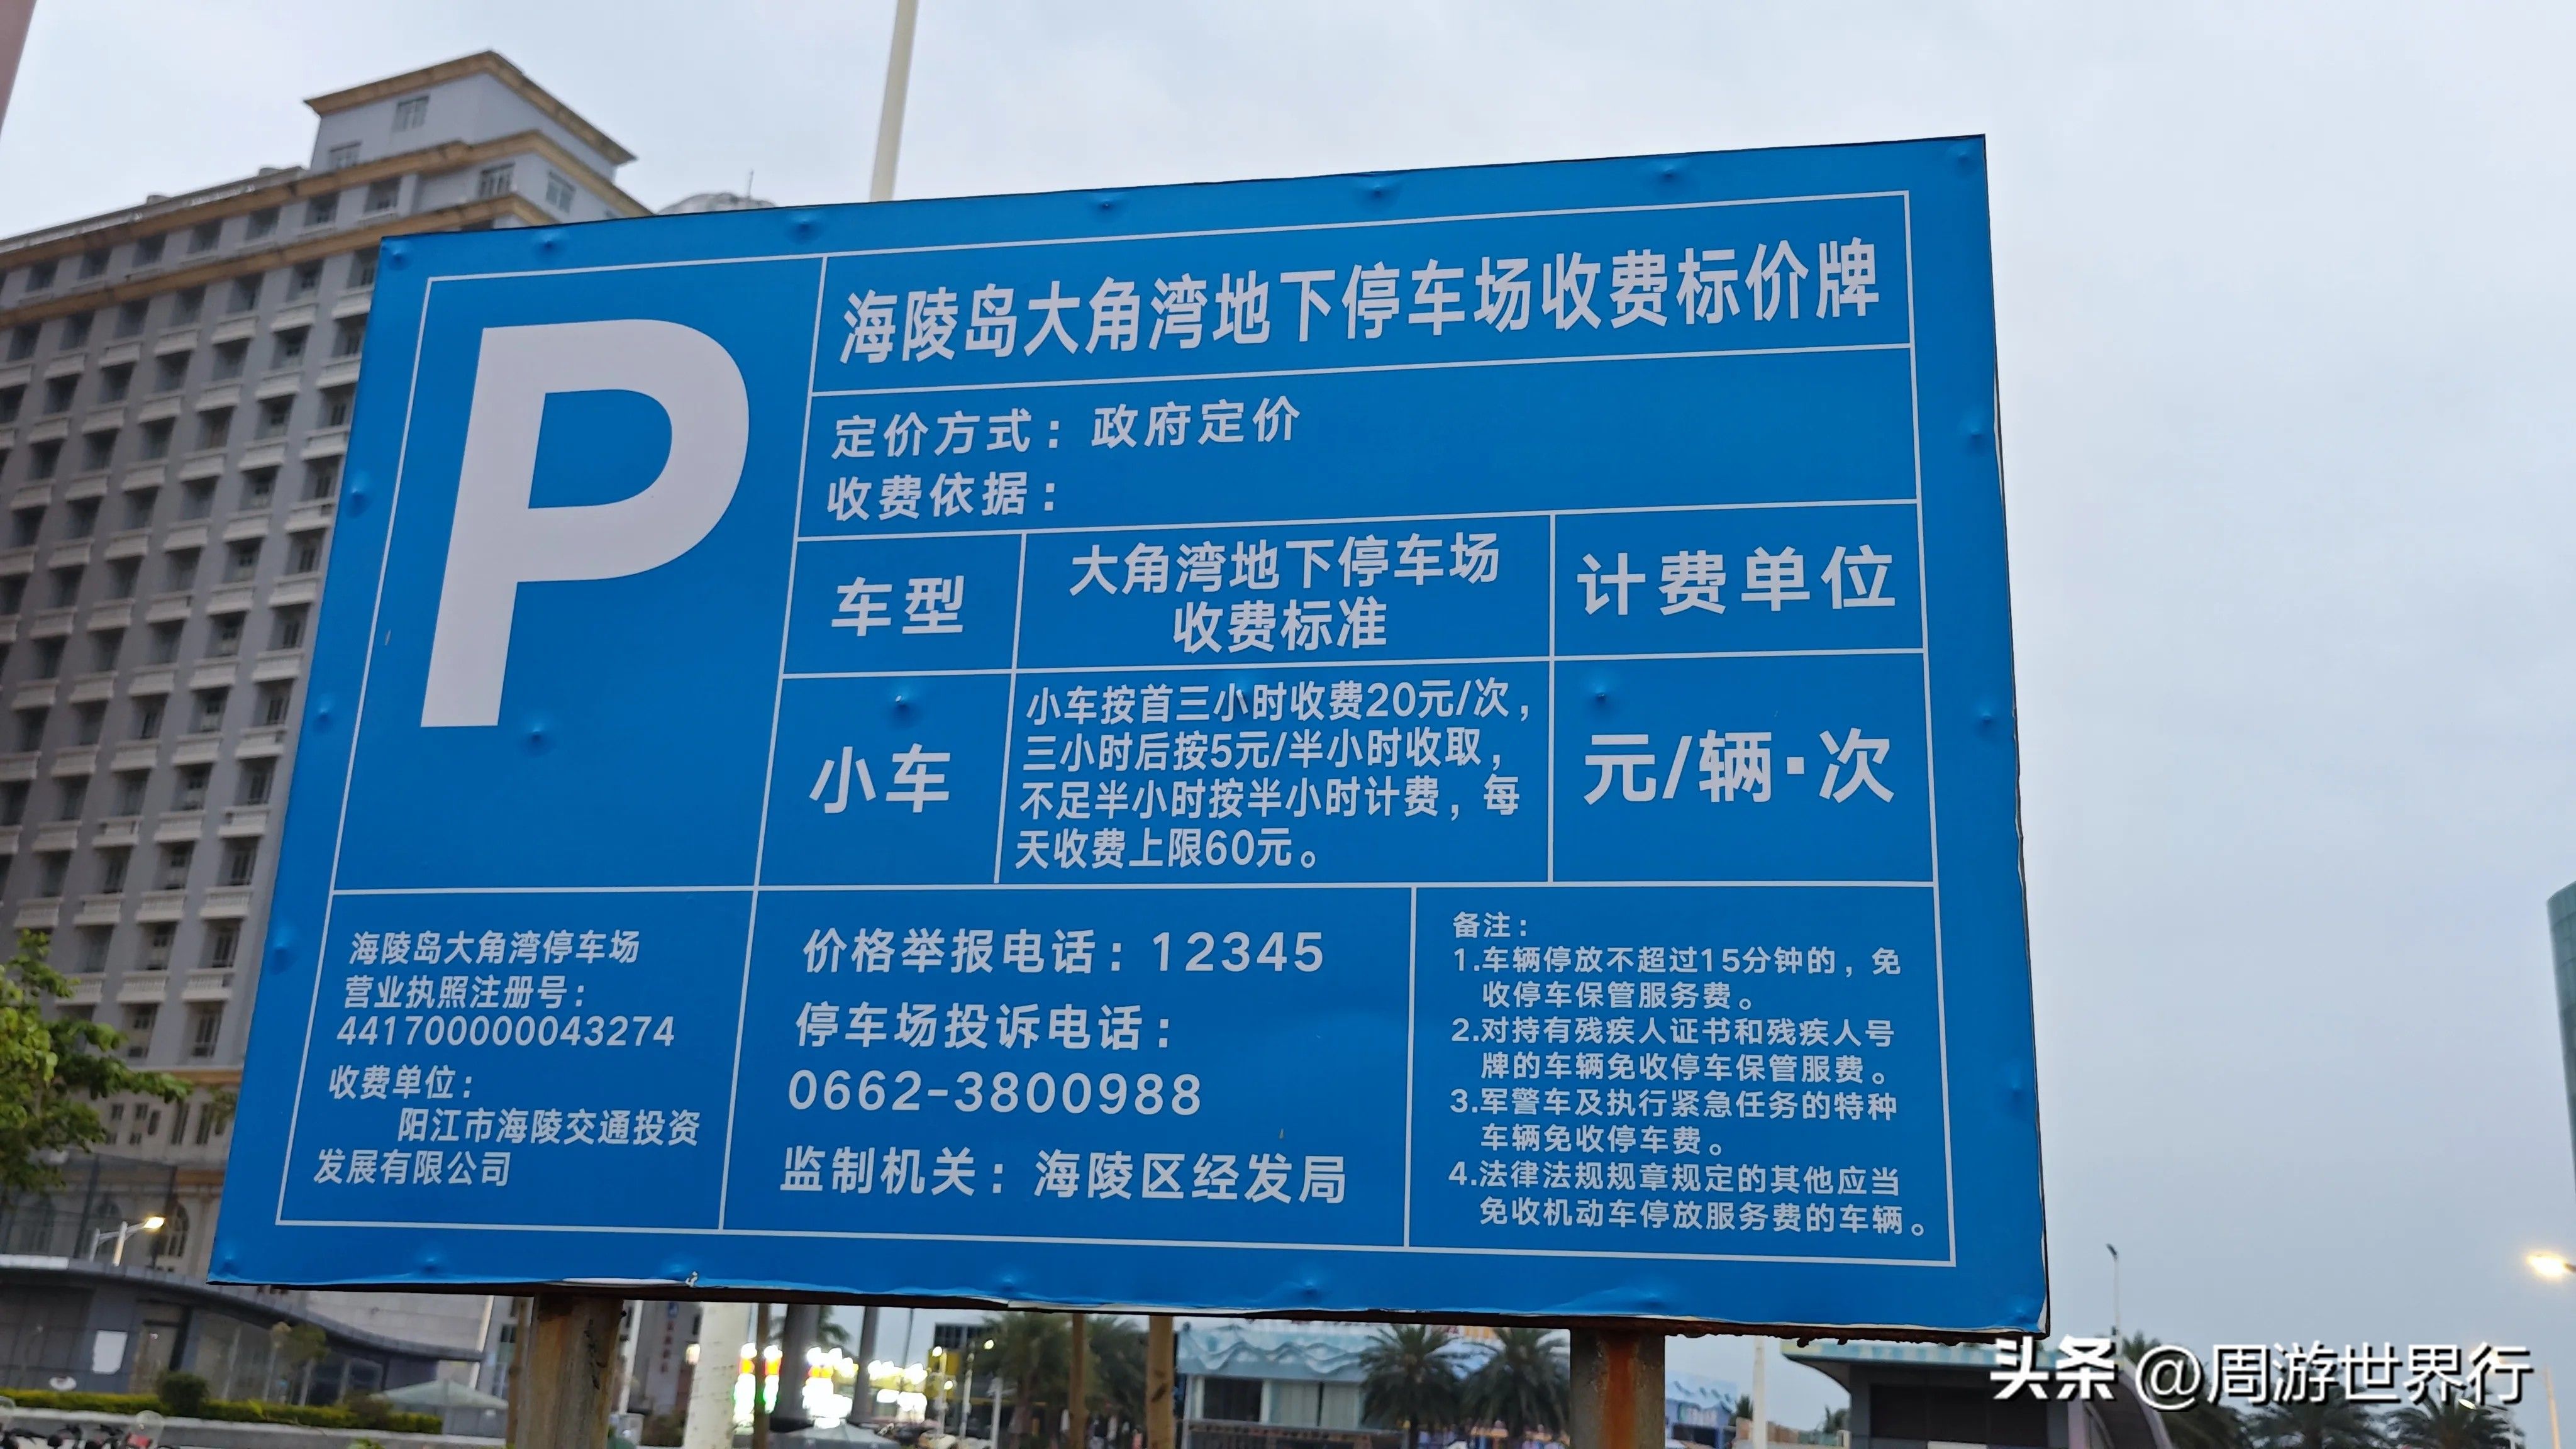 P
海陵岛大角湾地下停车场收费标价牌
定价方式：政府定价
收费依据：
车型
大角湾地下停车场
收费标准
计费单位
小车
小车按首三小时收费20元/次，
三小时后按5元/半小时收取，
不足半小时按半小时计费，每
天收费上限60元。
元/辆·次
海陵岛大角湾停车场
营业执照注册号：
441700000043274
收费单位：
阳江市海陵交通投资
发展有限公司
价格举报电话：12345
停车场投诉电话：
0662-3800988
监制机关：海陵区经发局
备注：
1.车辆停放不超过15分钟的，免
收停车保管服务费。
2.对持有残疾人证书和残疾人号
牌的车辆免收停车保管服费。
3.军警车及执行紧急任务的特种
车辆免收停车费。
4.法律法规规章规定的其他应当
免收机动车停放服务费的车辆。
头条 @周游世界行